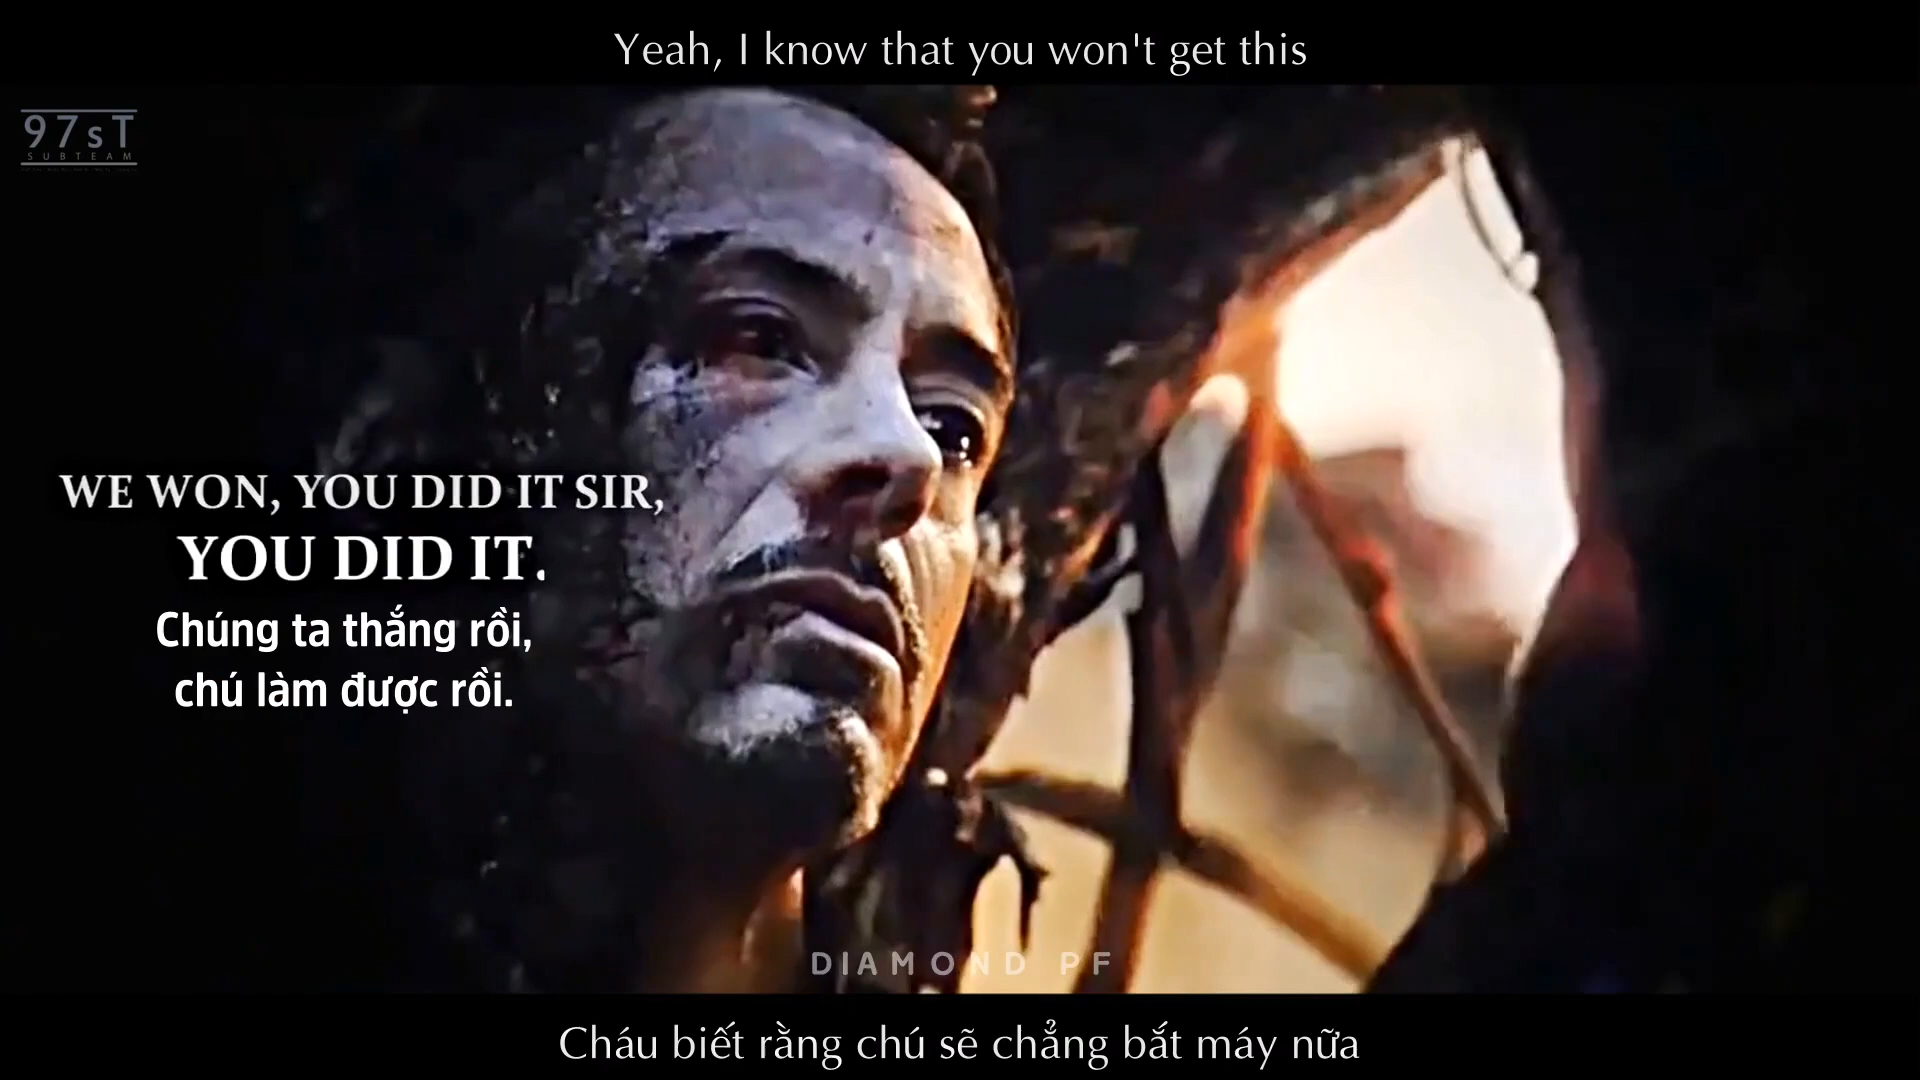 Yeah, I know that you won't get this
97sT
SUBTEAM
WE WON, YOU DID IT SIR,
YOU DID IT.
Chúng ta thắng rồi,
chú làm được rồi.
DIAMOND PF
Cháu biết rằng chú sẽ chẳng bắt máy nữa